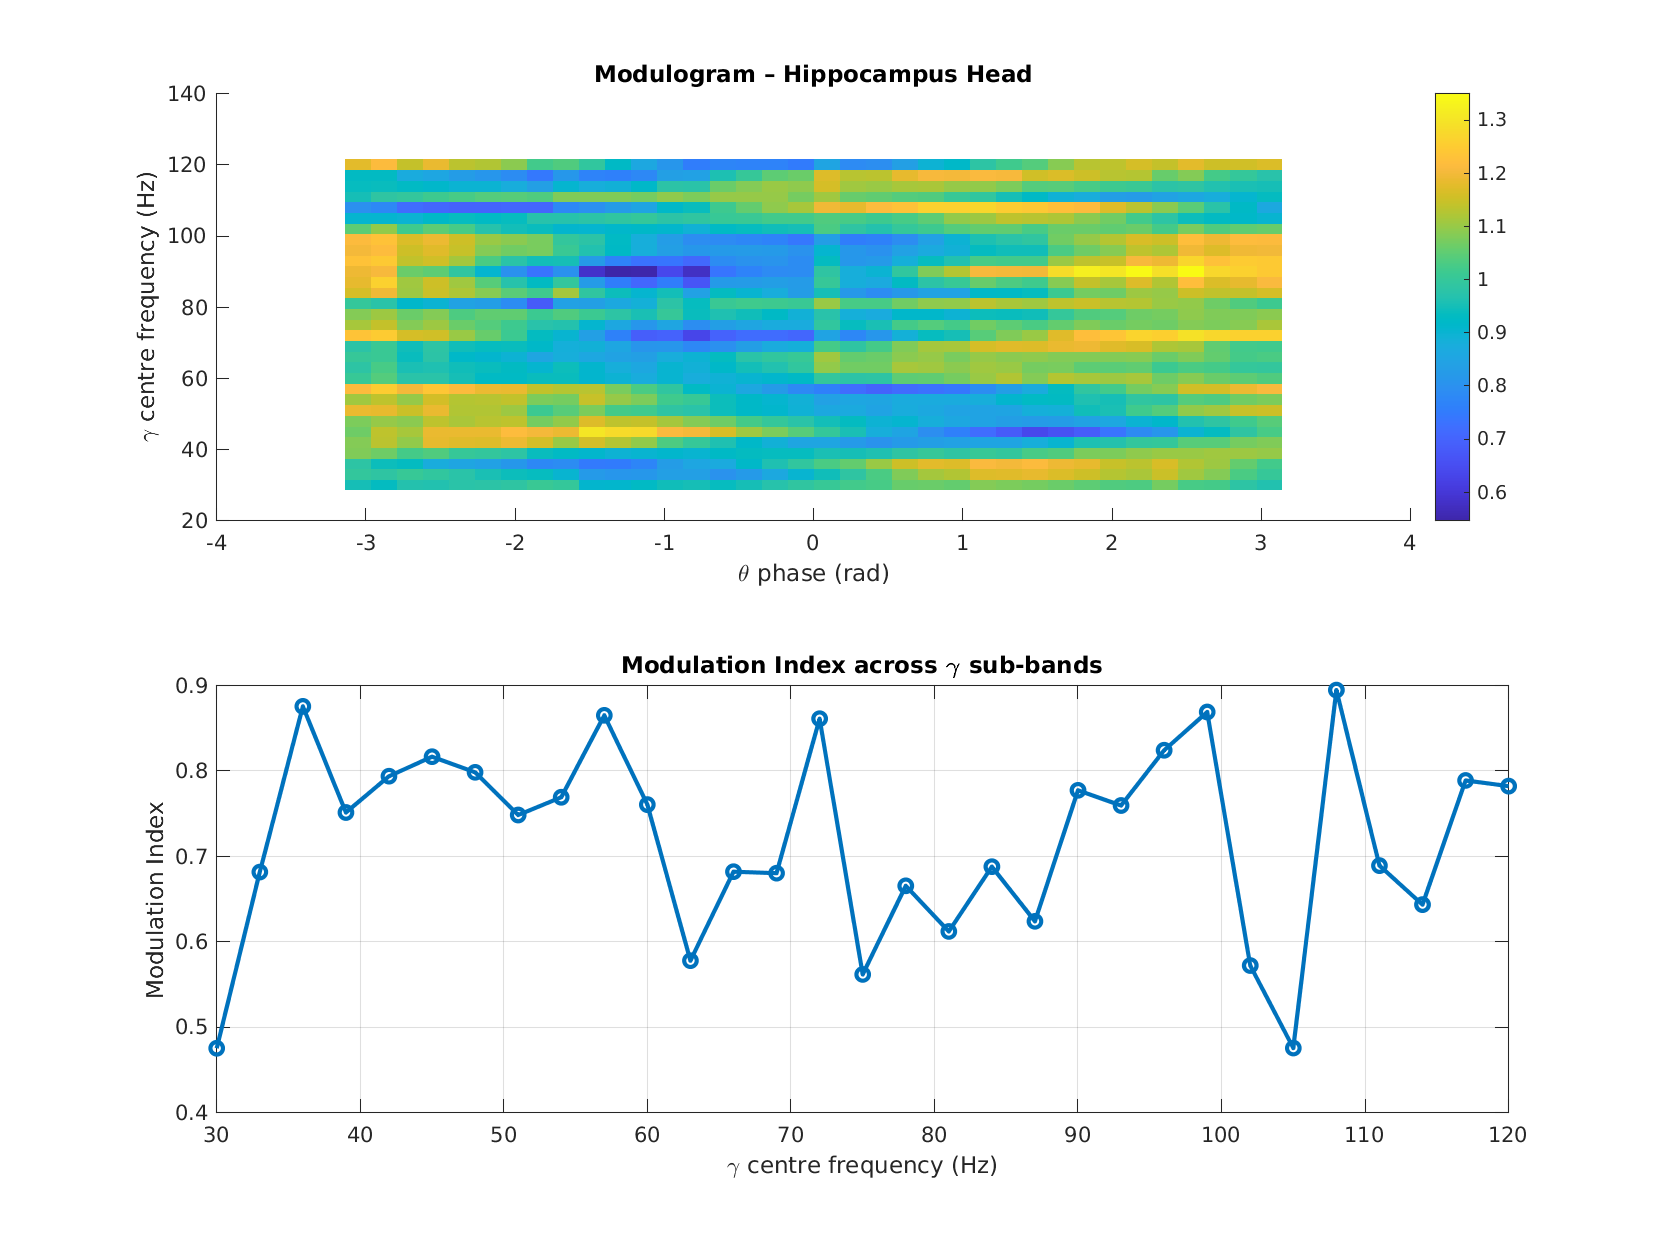 Modulogram – Hippocampus Head
140
120
100
80
60
40
20
γ centre frequency (Hz)
-4 -3 -2 -1 0 1 2 3 4
θ phase (rad)
1.3
1.2
1.1
1
0.9
0.8
0.7
0.6
Modulation Index across γ sub-bands
0.9
0.8
0.7
0.6
0.5
0.4
Modulation Index
30 40 50 60 70 80 90 100 110 120
γ centre frequency (Hz)